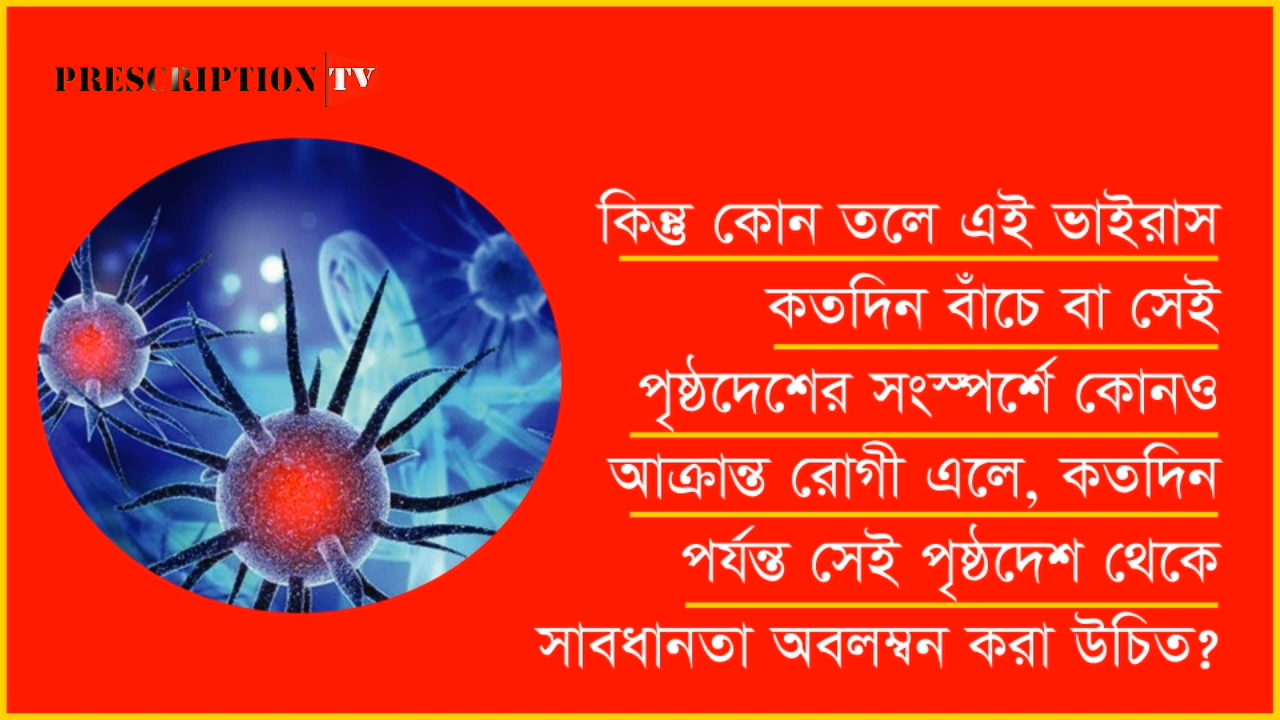 PRESCRIPTION TV
কিন্তু কোন তলে এই ভাইরাস
কতদিন বাঁচে বা সেই
পৃষ্ঠদেশের সংস্পর্শে কোনও
আক্রান্ত রোগী এলে, কতদিন
পর্যন্ত সেই পৃষ্ঠদেশ থেকে
সাবধানতা অবলম্বন করা উচিত?